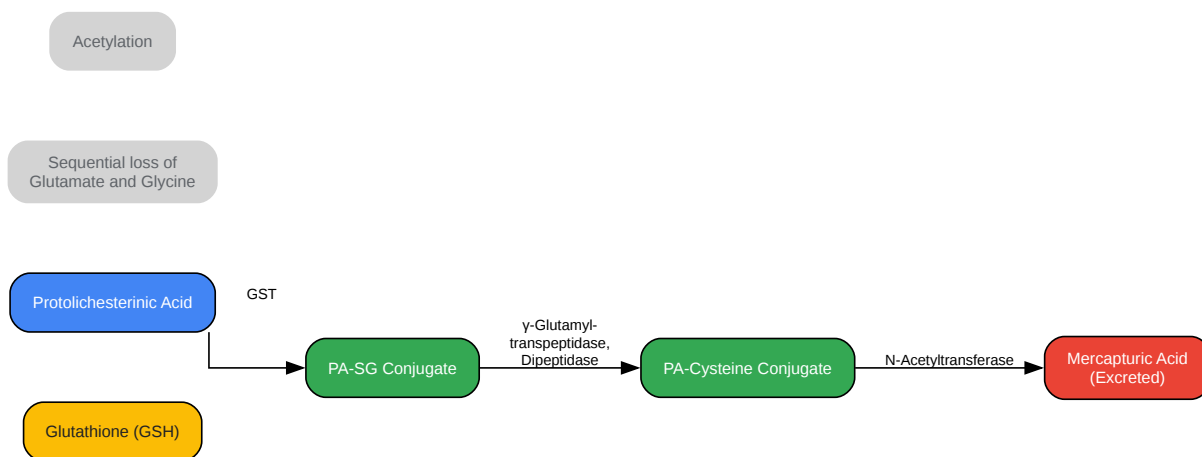 Acetylation
Sequential loss of
Glutamate and Glycine
Protolichesterinic Acid
GST
γ-Glutamyl-
transpeptidase,
Dipeptidase
PA-SG Conjugate
PA-Cysteine Conjugate
N-Acetyltransferase
Mercapturic Acid
(Excreted)
Glutathione (GSH)